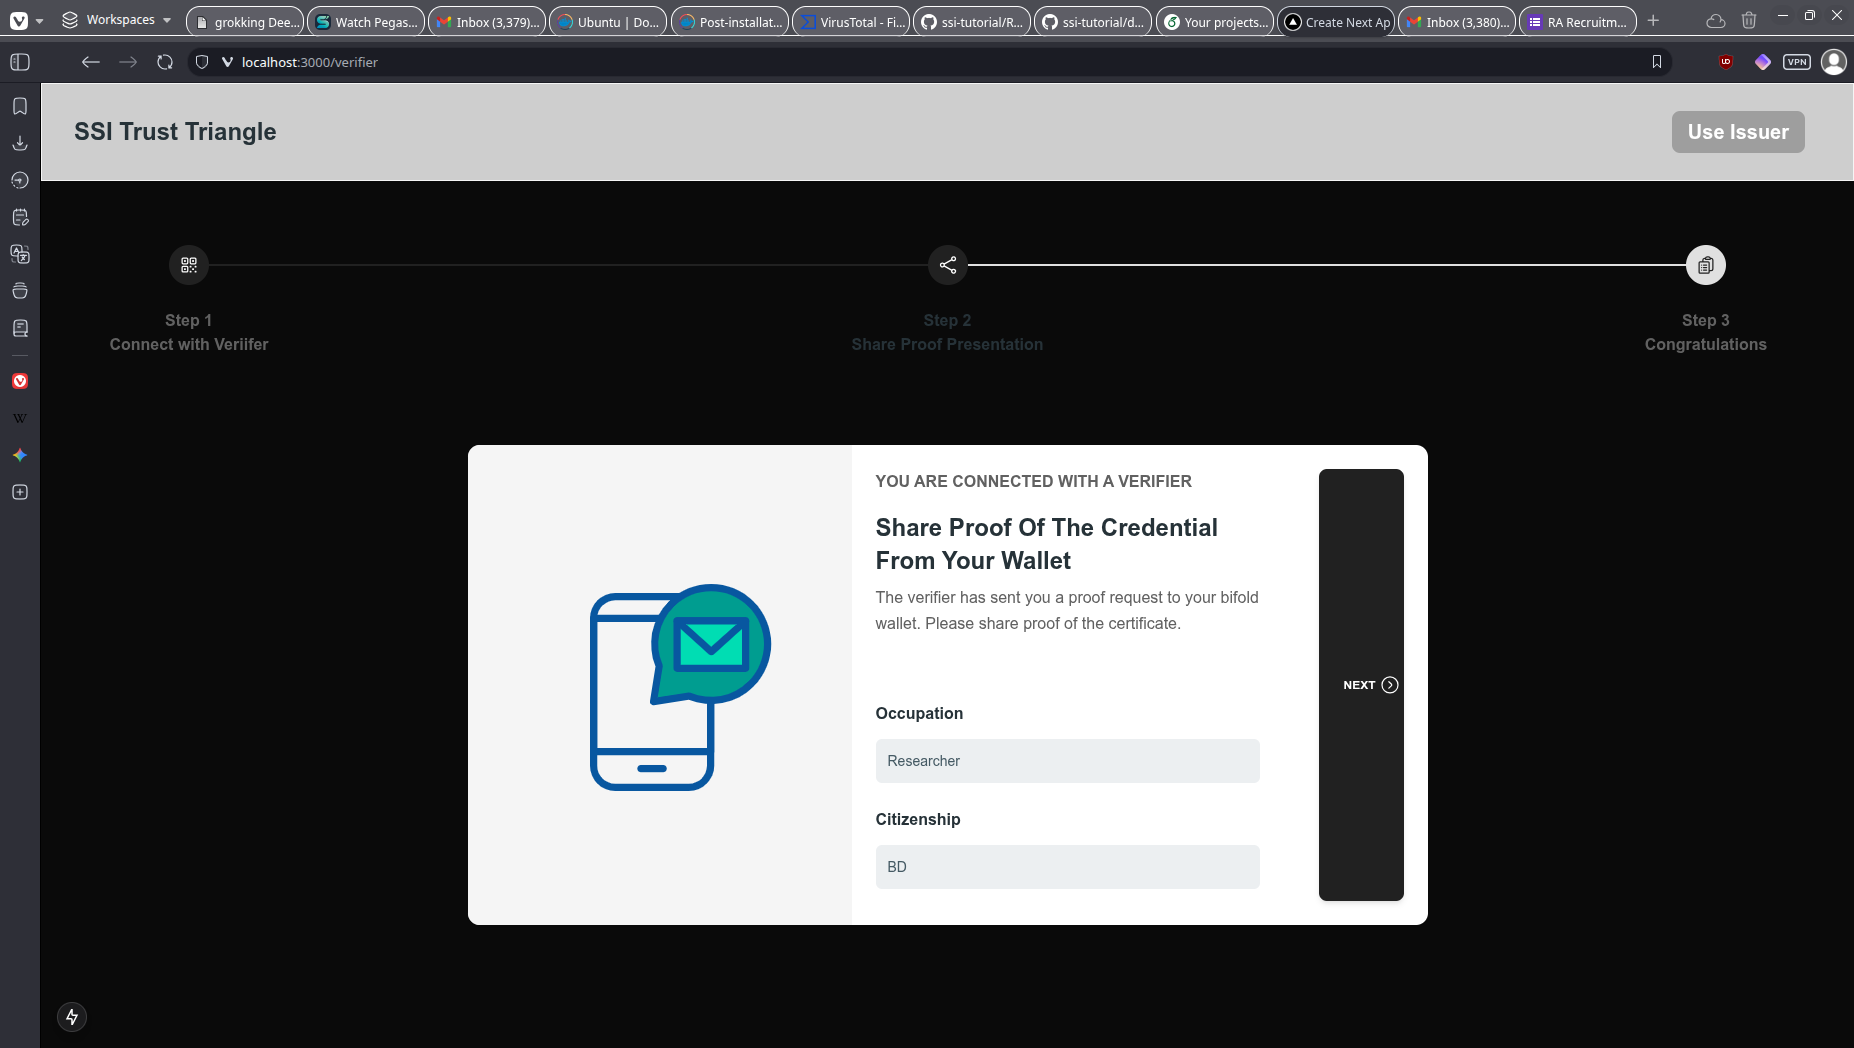 Workspaces
grokking Dee...
Watch Pegas...
Inbox (3,379)...
Ubuntu | Do...
Post-installat...
VirusTotal - Fi...
ssi-tutorial/R...
ssi-tutorial/d...
Your projects...
Create Next Ap
Inbox (3,380)...
RA Recruitm...
localhost:3000/verifier
VPN
SSI Trust Triangle
Use Issuer
Step 1
Connect with Veriifer
Step 2
Share Proof Presentation
Step 3
Congratulations
W
YOU ARE CONNECTED WITH A VERIFIER
Share Proof Of The Credential
From Your Wallet
The verifier has sent you a proof request to your bifold
wallet. Please share proof of the certificate.
NEXT
Occupation
Researcher
Citizenship
BD